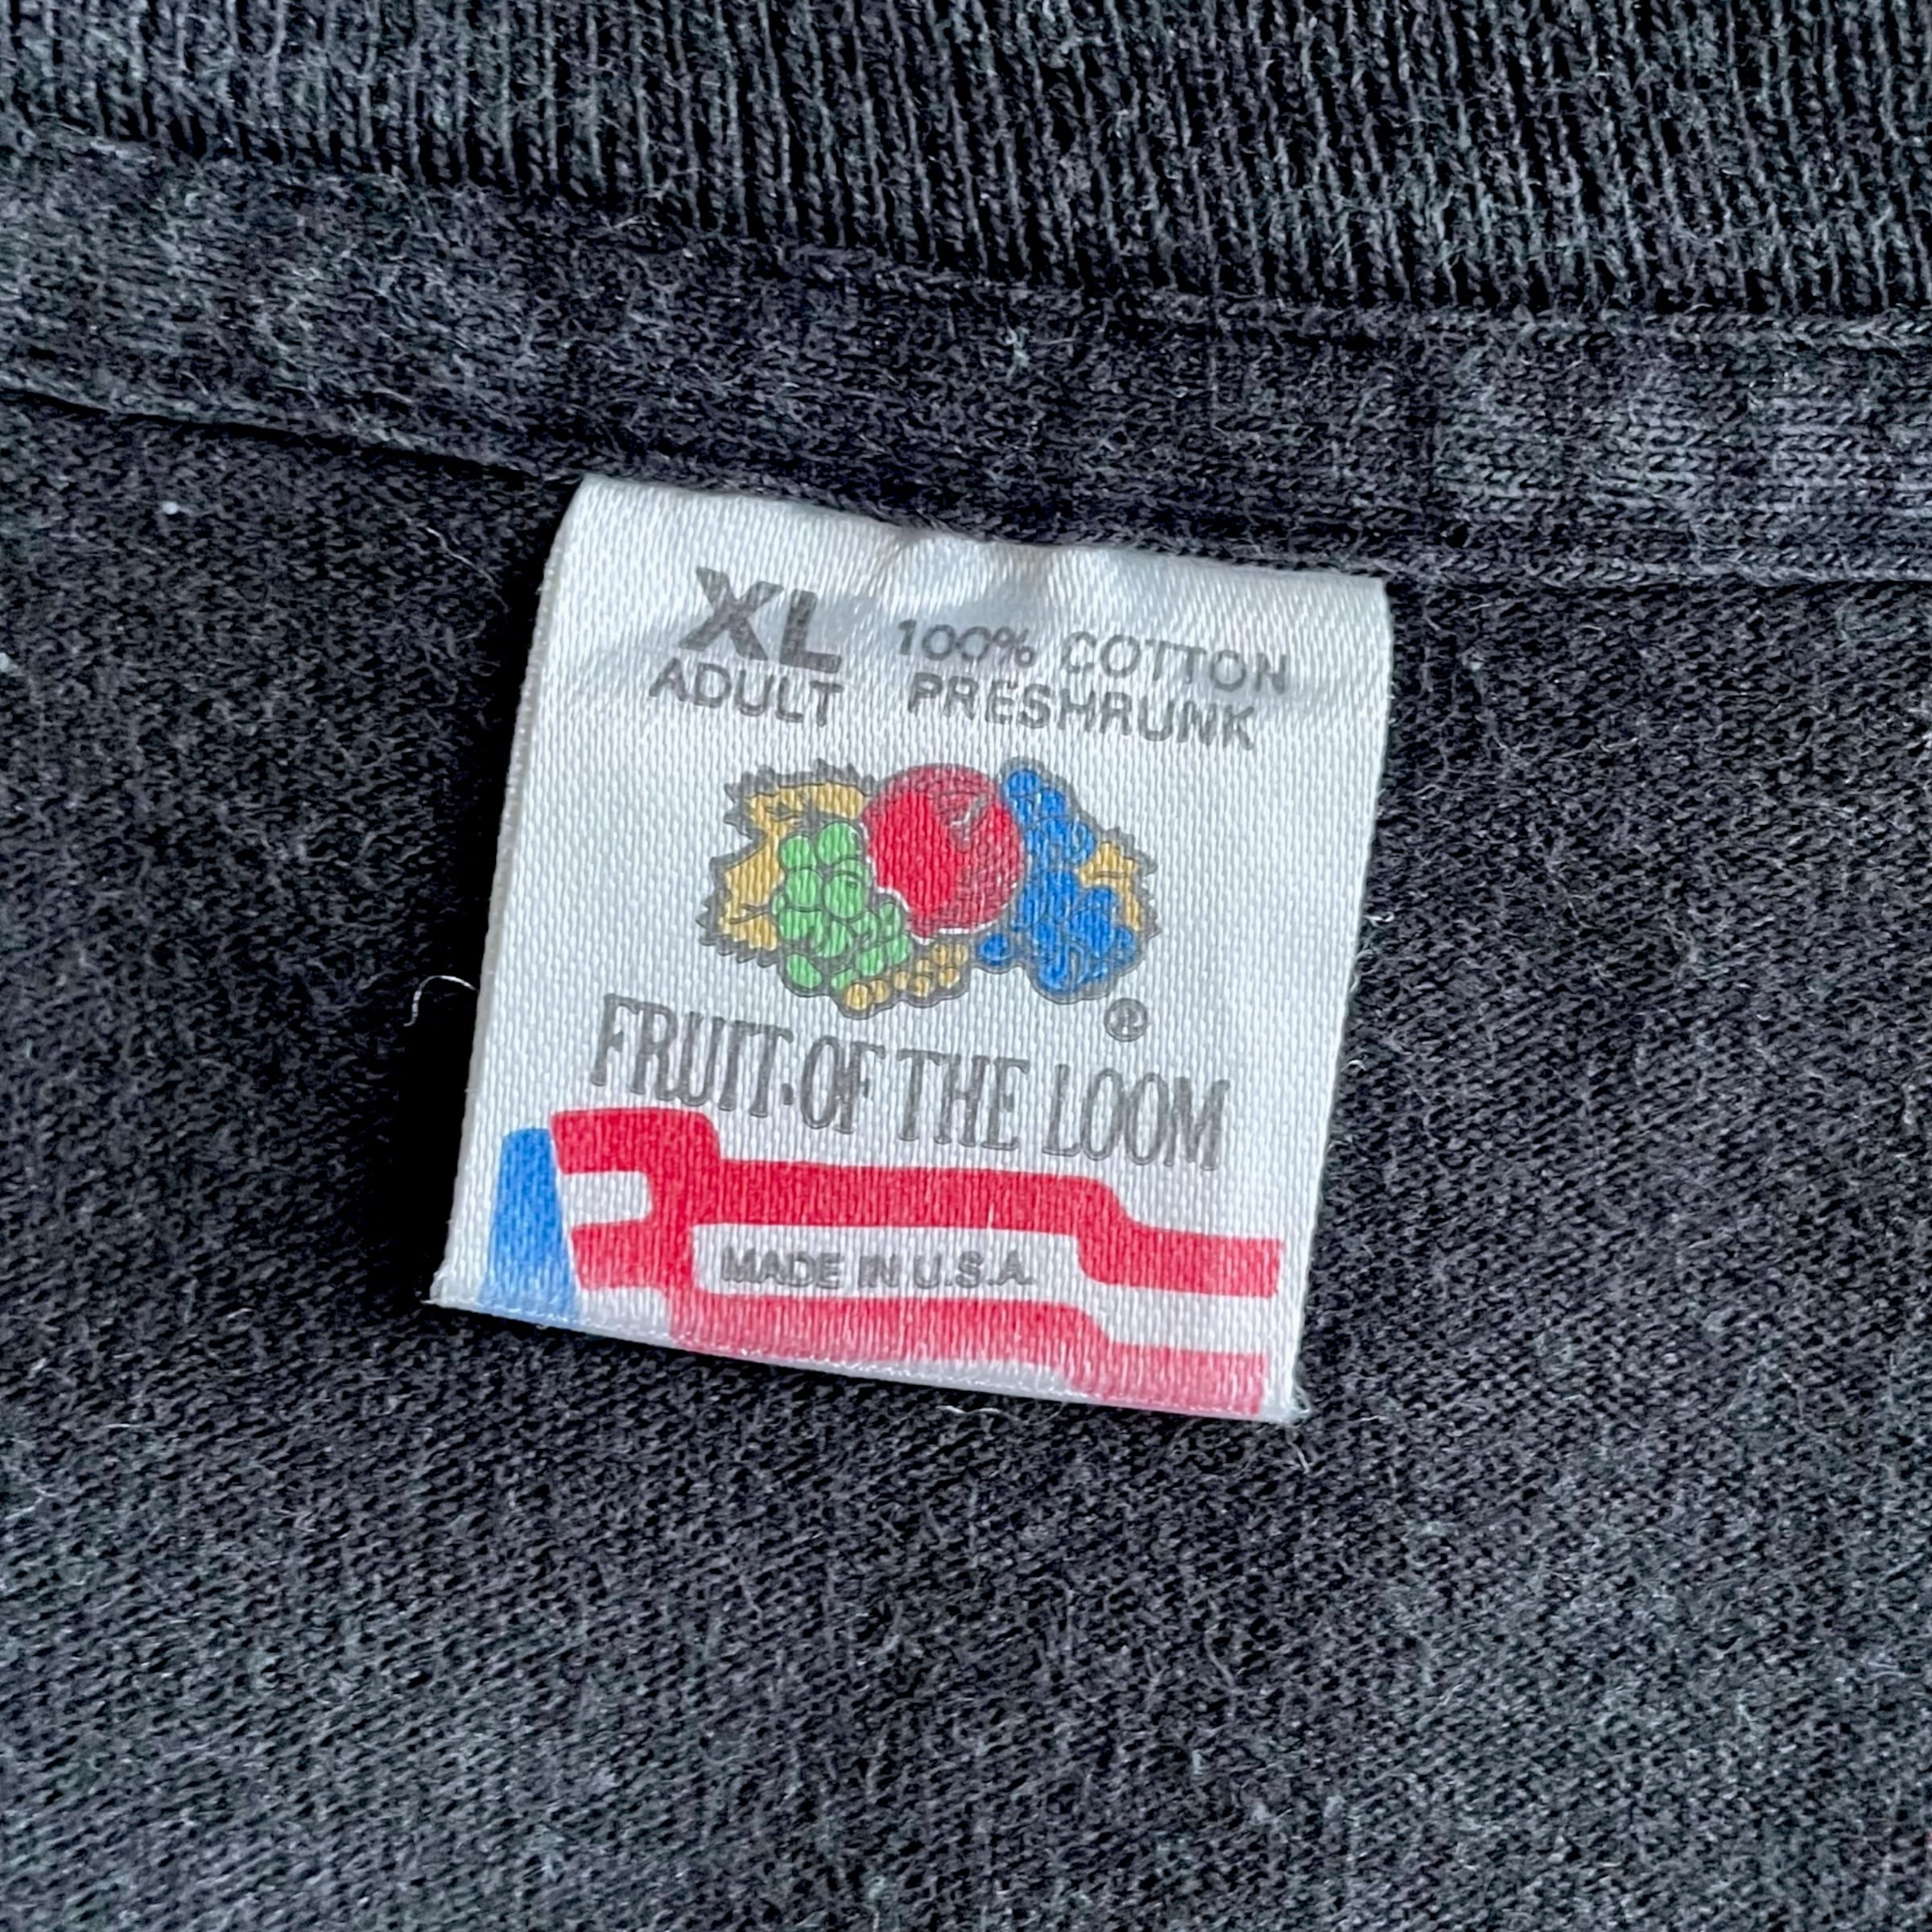 XL
ADULT
100% COTTON
PRESHRUNK
®
FRUIT OF THE LOOM
MADE IN U.S.A.